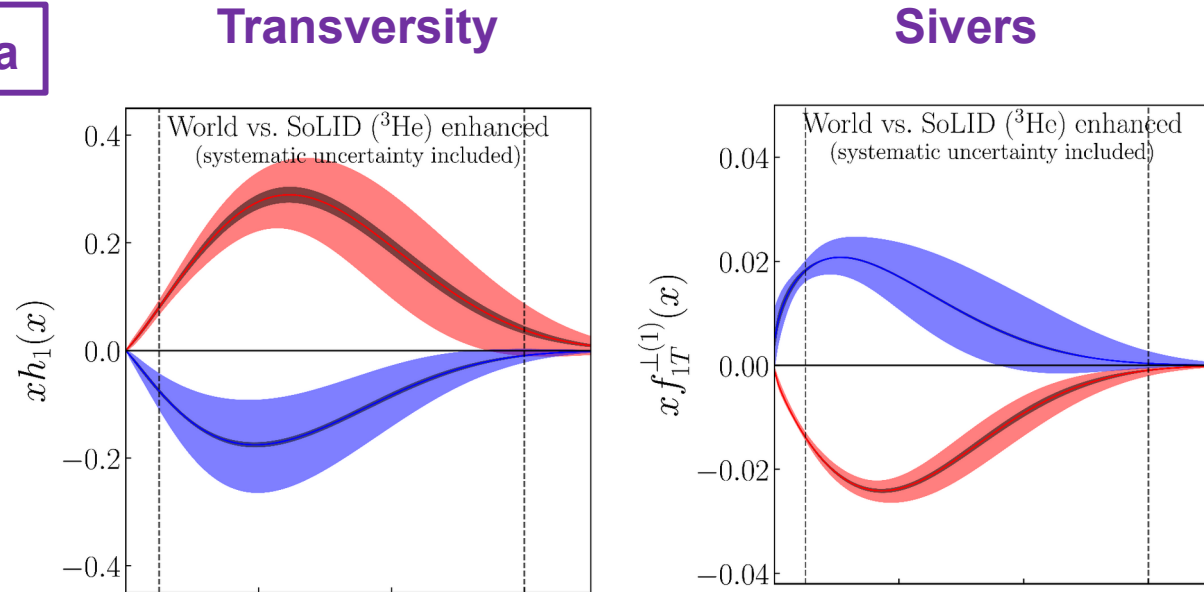 a
Transversity
Sivers
World vs. SoLID (³He) enhanced
(systematic uncertainty included)
0.4
0.2
0.0
−0.2
−0.4
xh₁(x)
World vs. SoLID (³He) enhanced
(systematic uncertainty included)
0.04
0.02
0.00
−0.02
−0.04
xf₁T⊥(1)(x)